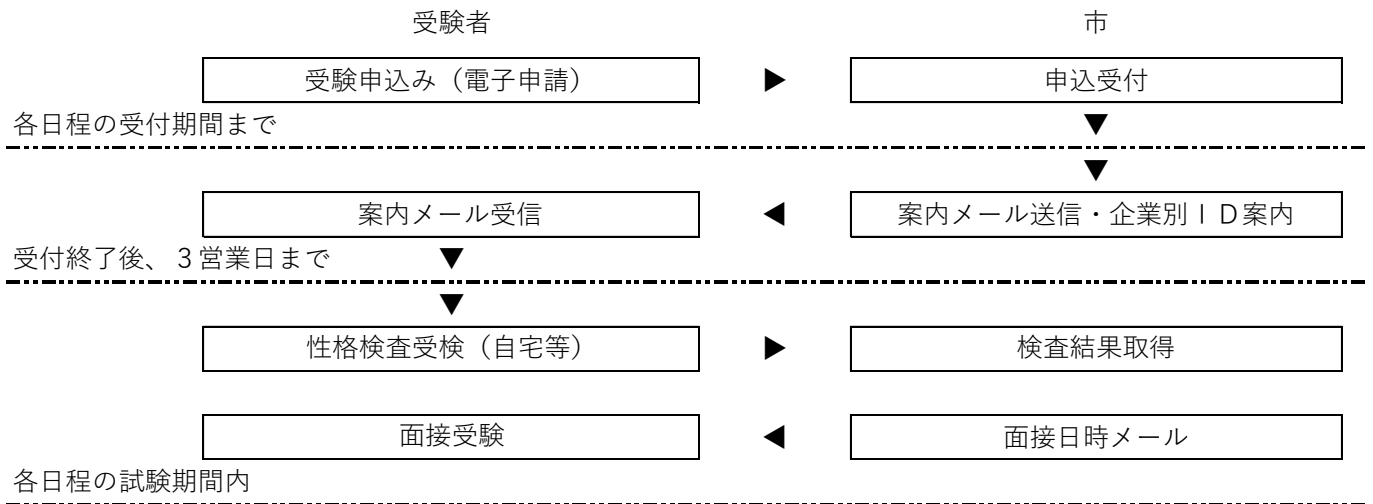 受験者 市
受験申込み（電子申請） ▶ 申込受付
各日程の受付期間まで ▼
▼
案内メール受信 ◀ 案内メール送信・企業別ＩＤ案内
受付終了後、３営業日まで ▼
▼
性格検査受検（自宅等） ▶ 検査結果取得
面接受験 ◀ 面接日時メール
各日程の試験期間内